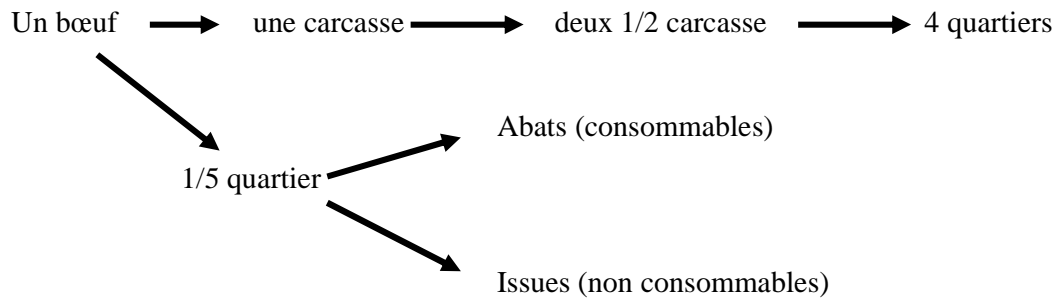 Un bœuf une carcasse deux 1/2 carcasse 4 quartiers
Abats (consommables)
1/5 quartier
Issues (non consommables)